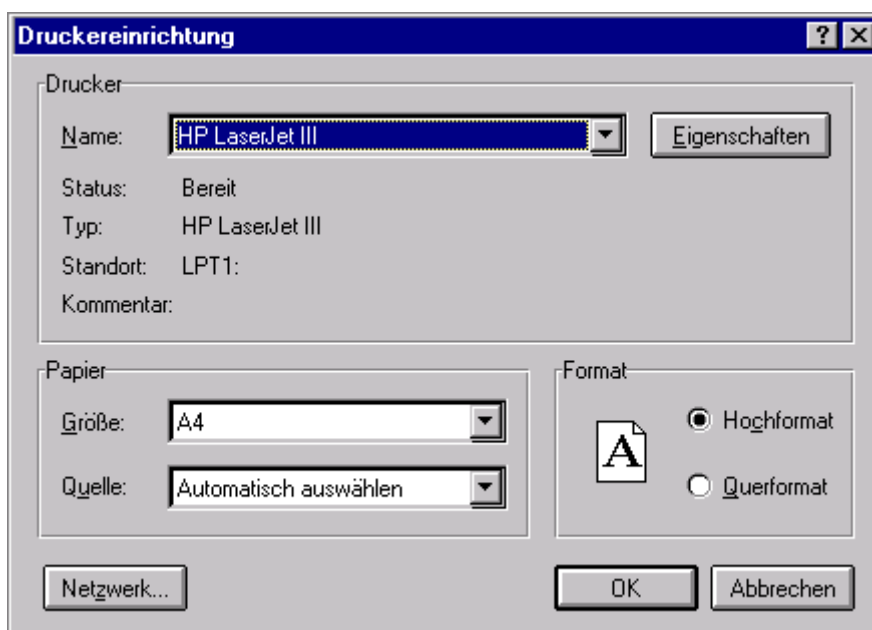 Druckereinrichtung
Drucker
Name: HP LaserJet III Eigenschaften
Status: Bereit
Typ: HP LaserJet III
Standort: LPT1:
Kommentar:
Papier
Größe: A4
Quelle: Automatisch auswählen
Format
A
Hochformat
Querformat
Netzwerk... OK Abbrechen